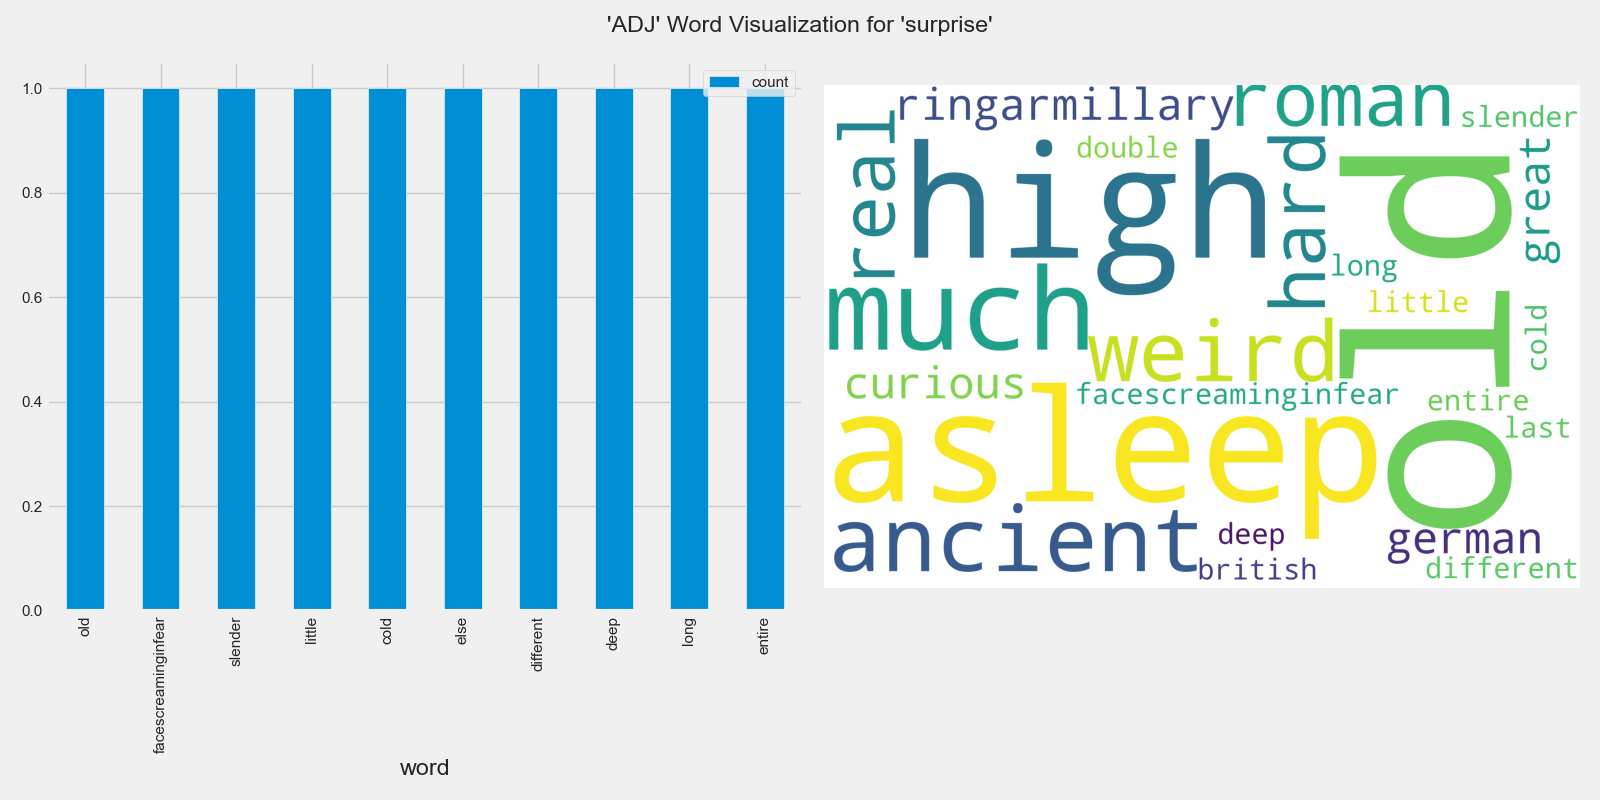 'ADJ' Word Visualization for 'surprise'
count
1.0
0.8
0.6
0.4
0.2
0.0
old
facescreaminginfear
slender
little
cold
else
different
deep
long
entire
word
ringarmillary
roman
slender
real
double
high
hard
old
great
long
much
little
cold
weird
curious
facescreaminginfear
entire
last
asleep
ancient
deep
german
british
different